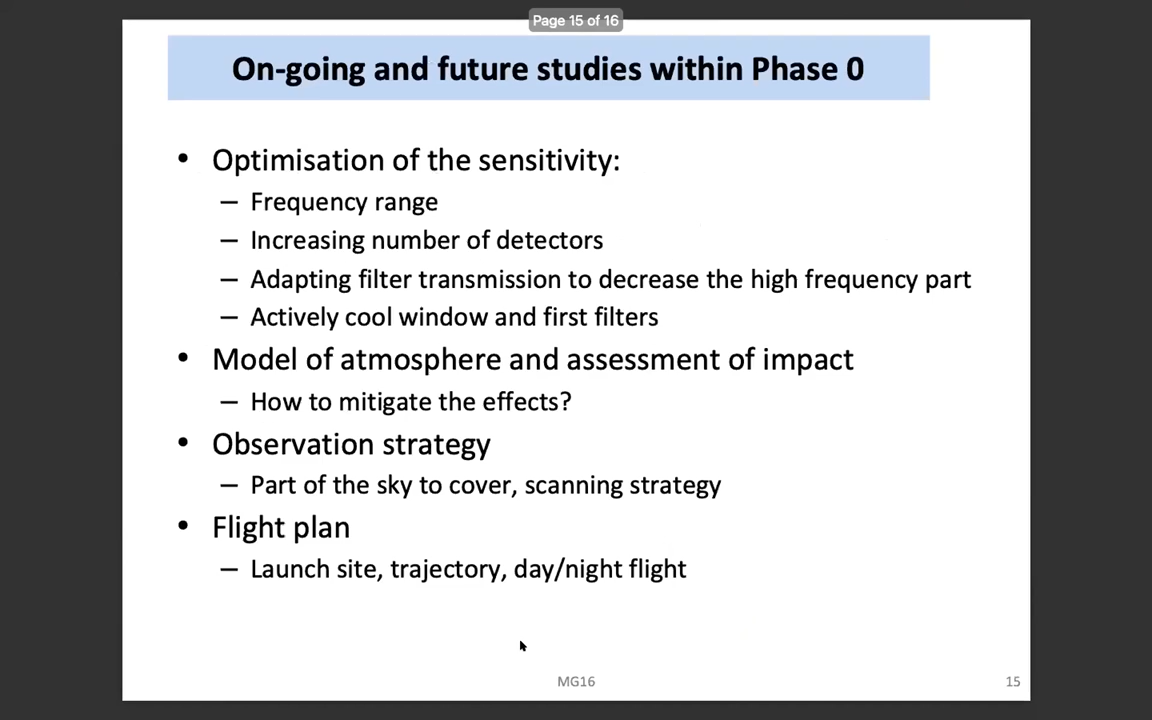 Page 15 of 16
On-going and future studies within Phase 0
• Optimisation of the sensitivity:
– Frequency range
– Increasing number of detectors
– Adapting filter transmission to decrease the high frequency part
– Actively cool window and first filters
• Model of atmosphere and assessment of impact
– How to mitigate the effects?
• Observation strategy
– Part of the sky to cover, scanning strategy
• Flight plan
– Launch site, trajectory, day/night flight
MG16
15